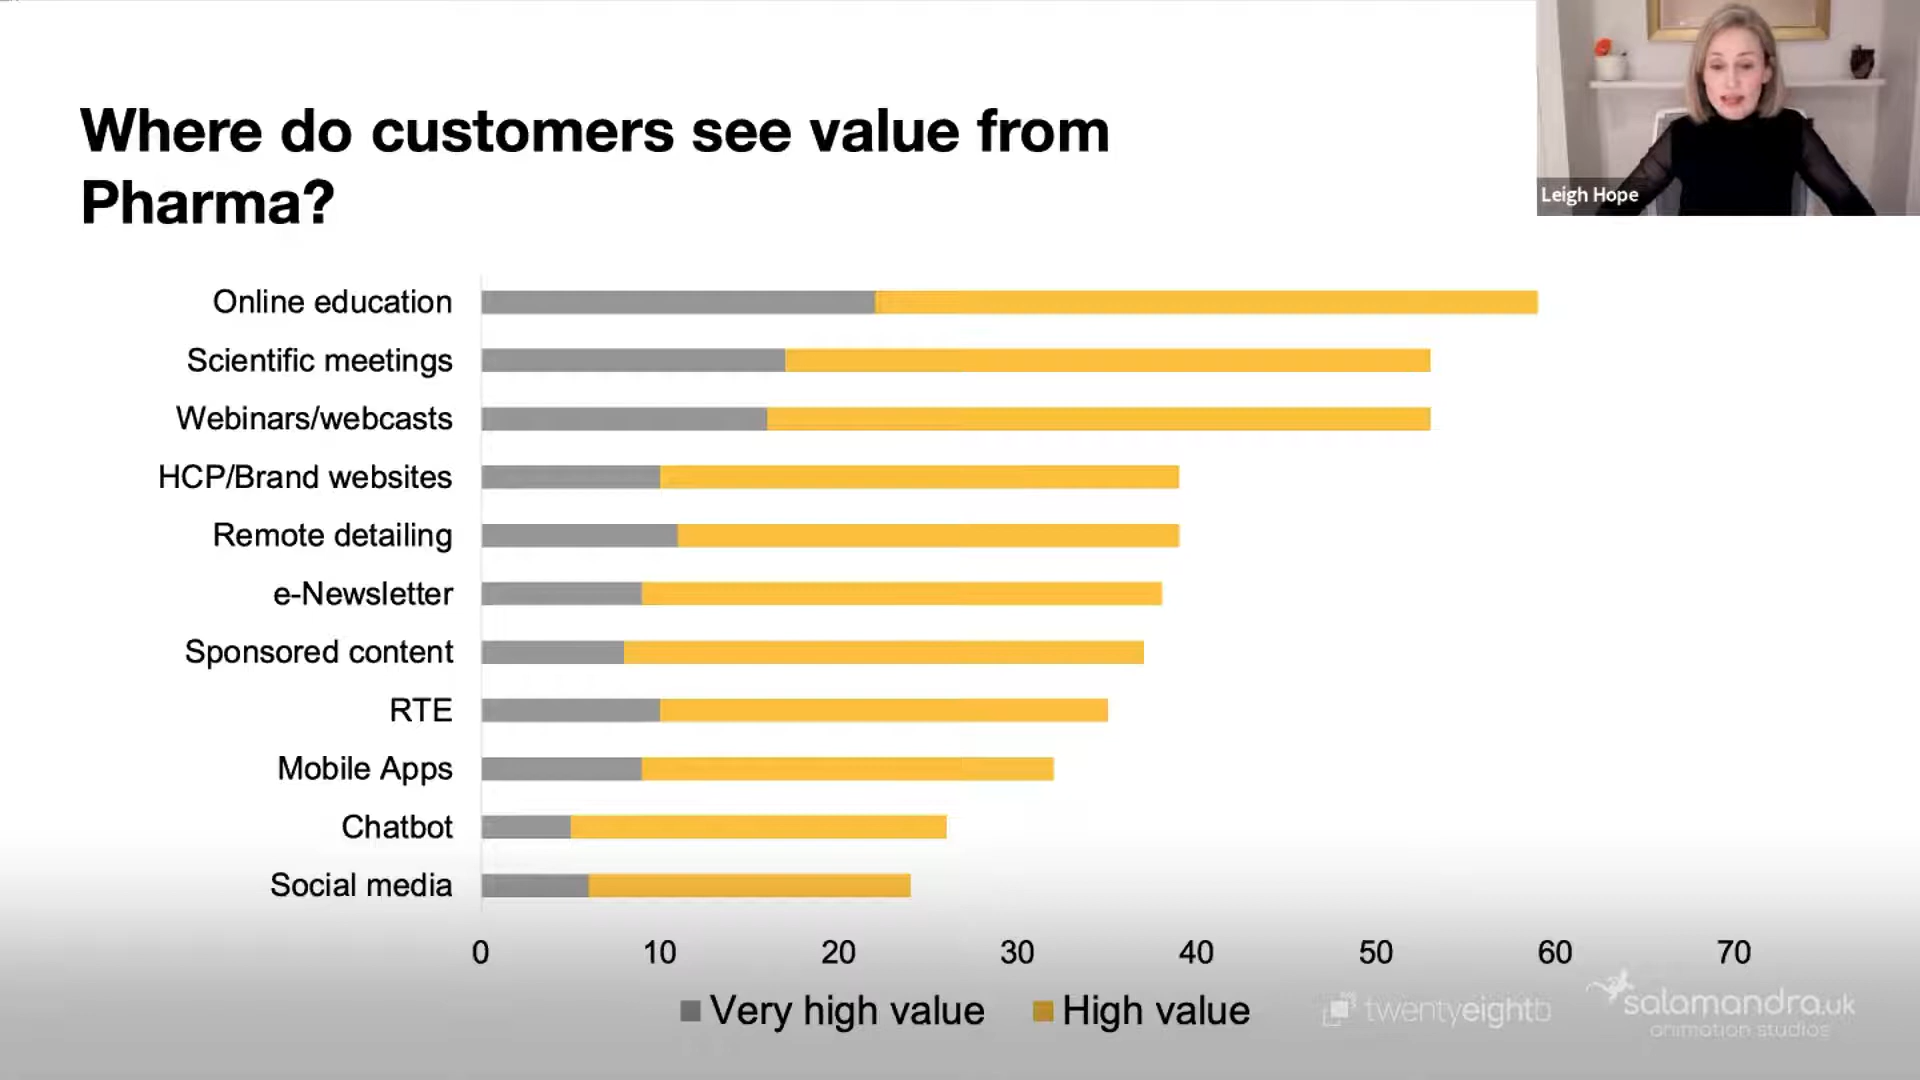 Where do customers see value from
Pharma?
Leigh Hope
Online education
Scientific meetings
Webinars/webcasts
HCP/Brand websites
Remote detailing
e-Newsletter
Sponsored content
RTE
Mobile Apps
Chatbot
Social media
0 10 20 30 40 50 60 70
Very high value High value
twentyeightb
salamandra.uk
animation studios